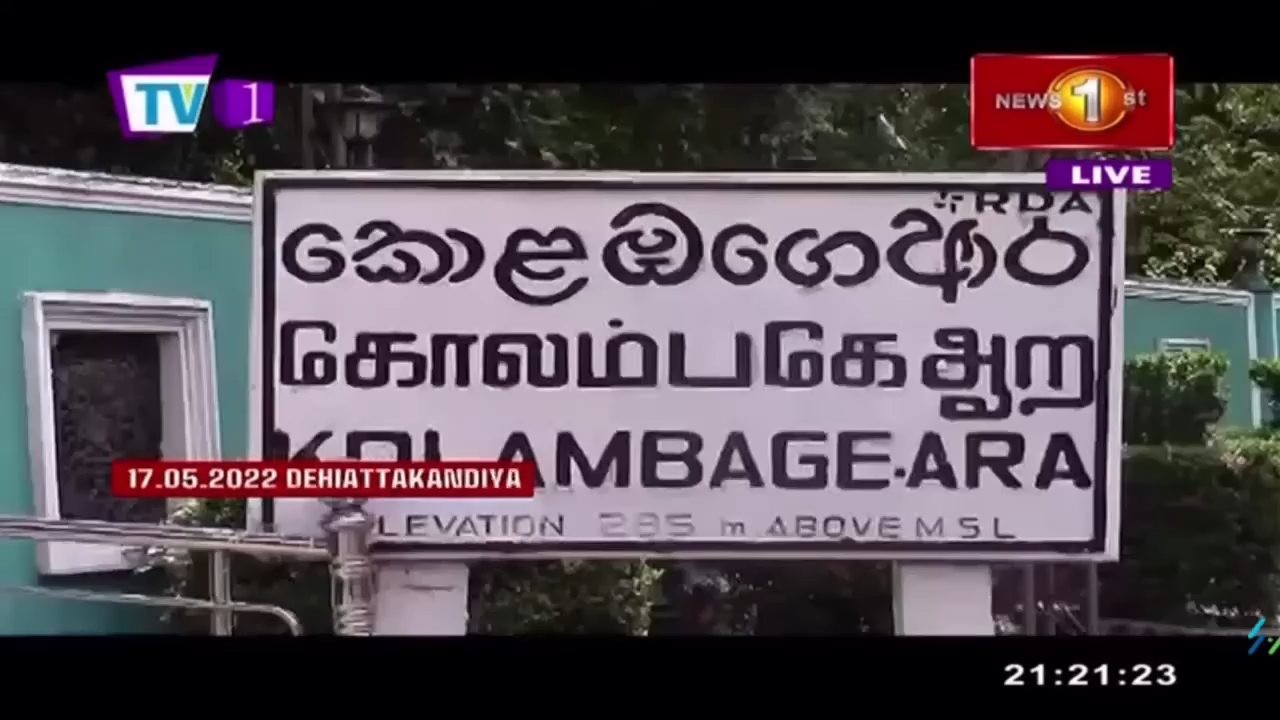 TV 1
NEWS 1st
LIVE
RDA
කොළඹගෙආර
கொலம்பகேஆற
KOLAMBAGE-ARA
17.05.2022 DEHIATTAKANDIYA
ELEVATION 285 m ABOVE M S L
21:21:23